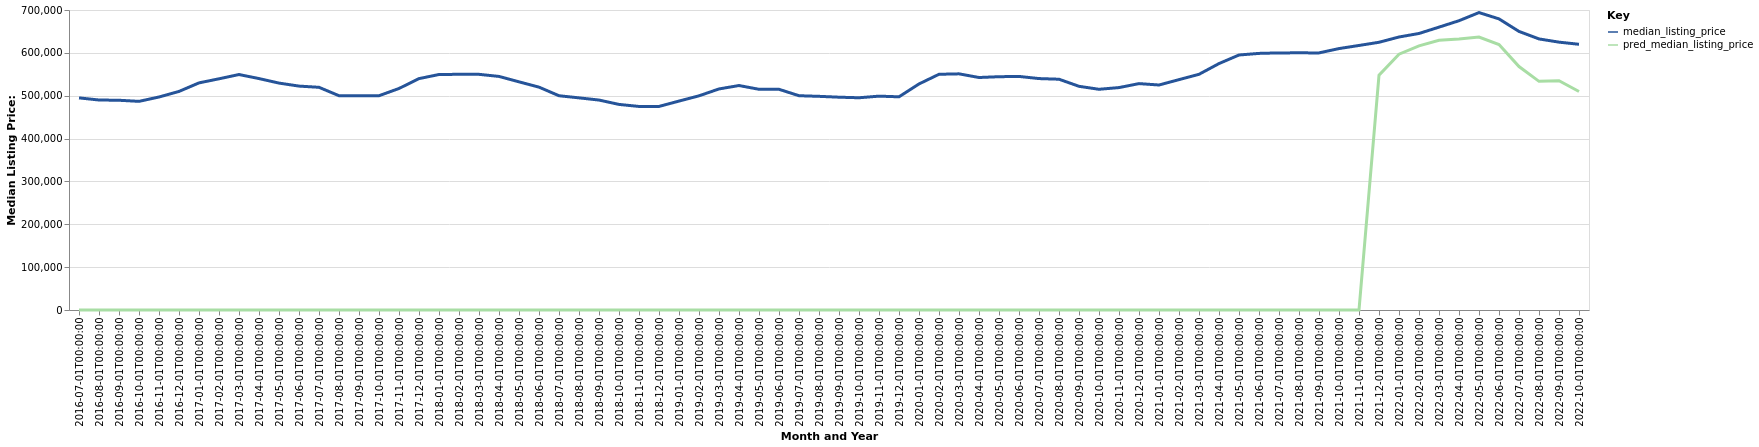 700,000
600,000
500,000
400,000
300,000
200,000
100,000
0
Median Listing Price:
2016-07-01T00:00:00
2016-08-01T00:00:00
2016-09-01T00:00:00
2016-10-01T00:00:00
2016-11-01T00:00:00
2016-12-01T00:00:00
2017-01-01T00:00:00
2017-02-01T00:00:00
2017-03-01T00:00:00
2017-04-01T00:00:00
2017-05-01T00:00:00
2017-06-01T00:00:00
2017-07-01T00:00:00
2017-08-01T00:00:00
2017-09-01T00:00:00
2017-10-01T00:00:00
2017-11-01T00:00:00
2017-12-01T00:00:00
2018-01-01T00:00:00
2018-02-01T00:00:00
2018-03-01T00:00:00
2018-04-01T00:00:00
2018-05-01T00:00:00
2018-06-01T00:00:00
2018-07-01T00:00:00
2018-08-01T00:00:00
2018-09-01T00:00:00
2018-10-01T00:00:00
2018-11-01T00:00:00
2018-12-01T00:00:00
2019-01-01T00:00:00
2019-02-01T00:00:00
2019-03-01T00:00:00
2019-04-01T00:00:00
2019-05-01T00:00:00
2019-06-01T00:00:00
2019-07-01T00:00:00
2019-08-01T00:00:00
2019-09-01T00:00:00
2019-10-01T00:00:00
2019-11-01T00:00:00
2019-12-01T00:00:00
2020-01-01T00:00:00
2020-02-01T00:00:00
2020-03-01T00:00:00
2020-04-01T00:00:00
2020-05-01T00:00:00
2020-06-01T00:00:00
2020-07-01T00:00:00
2020-08-01T00:00:00
2020-09-01T00:00:00
2020-10-01T00:00:00
2020-11-01T00:00:00
2020-12-01T00:00:00
2021-01-01T00:00:00
2021-02-01T00:00:00
2021-03-01T00:00:00
2021-04-01T00:00:00
2021-05-01T00:00:00
2021-06-01T00:00:00
2021-07-01T00:00:00
2021-08-01T00:00:00
2021-09-01T00:00:00
2021-10-01T00:00:00
2021-11-01T00:00:00
2021-12-01T00:00:00
2022-01-01T00:00:00
2022-02-01T00:00:00
2022-03-01T00:00:00
2022-04-01T00:00:00
2022-05-01T00:00:00
2022-06-01T00:00:00
2022-07-01T00:00:00
2022-08-01T00:00:00
2022-09-01T00:00:00
2022-10-01T00:00:00
Month and Year
Key
median_listing_price
pred_median_listing_price